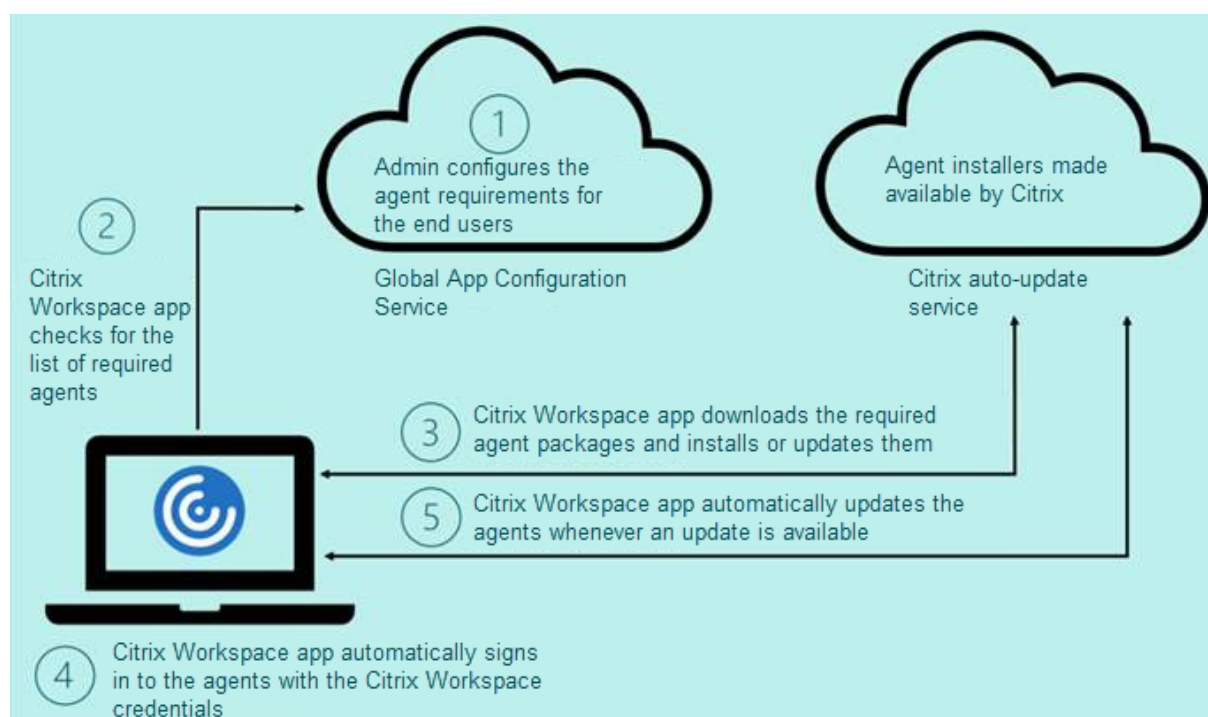 1
Admin configures the
agent requirements for
the end users
Global App Configuration
Service
Agent installers made
available by Citrix
Citrix auto-update
service
2
Citrix
Workspace app
checks for the
list of required
agents
3
Citrix Workspace app downloads the required
agent packages and installs or updates them
5
Citrix Workspace app automatically updates the
agents whenever an update is available
4
Citrix Workspace app automatically signs
in to the agents with the Citrix Workspace
credentials